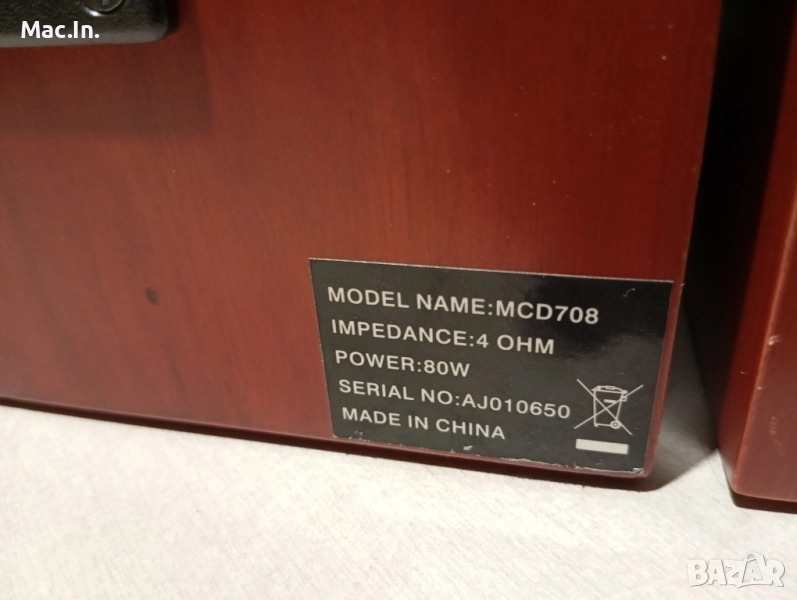 Mac.In.
MODEL NAME:MCD708
IMPEDANCE:4 OHM
POWER:80W
SERIAL NO:AJ010650
MADE IN CHINA
BAZAR